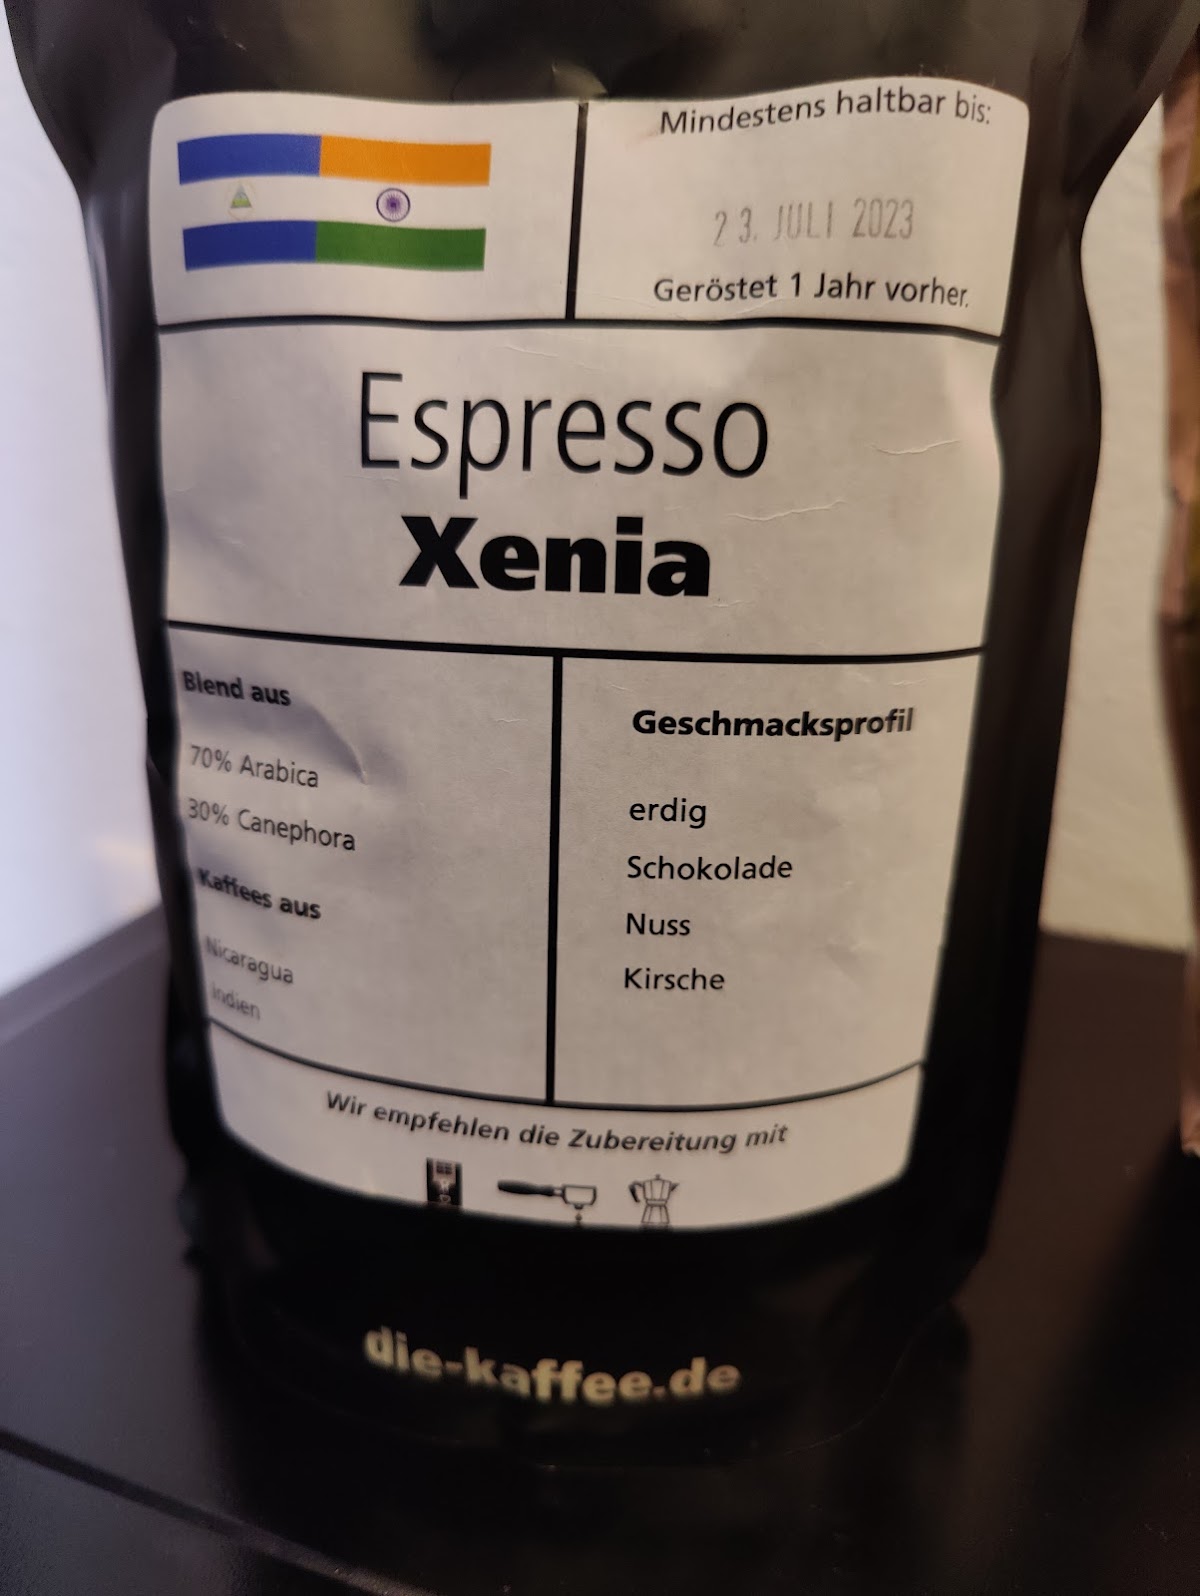 Mindestens haltbar bis:
23. JULI 2023
Geröstet 1 Jahr vorher.
Espresso
Xenia
Blend aus
70% Arabica
30% Canephora
Kaffees aus
Nicaragua
Indien
Geschmacksprofil
erdig
Schokolade
Nuss
Kirsche
Wir empfehlen die Zubereitung mit
die-kaffee.de